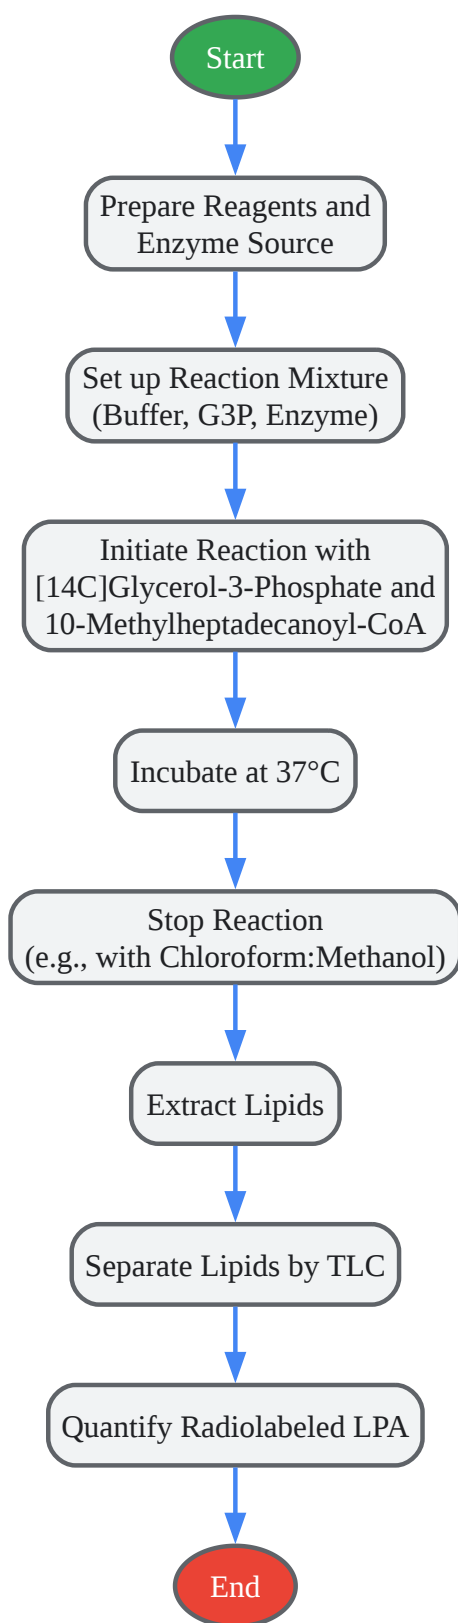 Start
Prepare Reagents and
Enzyme Source
Set up Reaction Mixture
(Buffer, G3P, Enzyme)
Initiate Reaction with
[14C]Glycerol-3-Phosphate and
10-Methylheptadecanoyl-CoA
Incubate at 37°C
Stop Reaction
(e.g., with Chloroform:Methanol)
Extract Lipids
Separate Lipids by TLC
Quantify Radiolabeled LPA
End